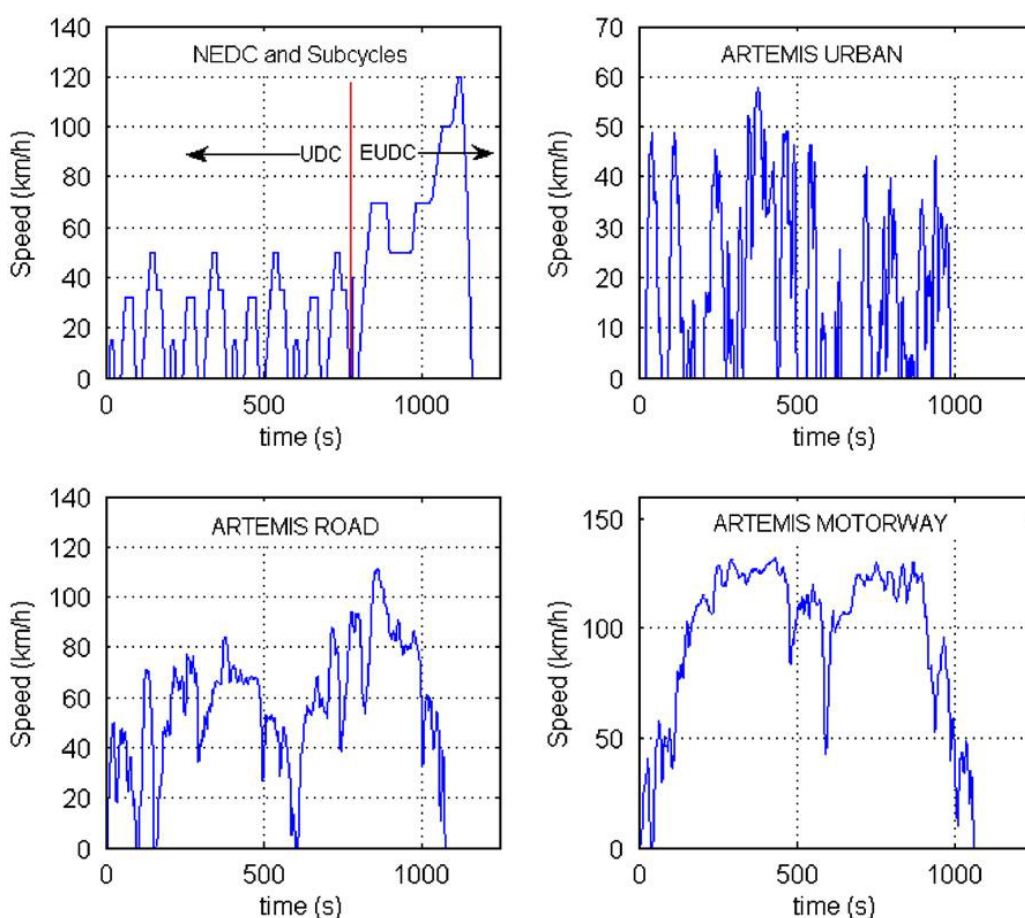 NEDC and Subcycles
140
120
100
80
60
40
20
0
Speed (km/h)
UDC
EUDC
0 500 1000
time (s)
ARTEMIS URBAN
70
60
50
40
30
20
10
0
Speed (km/h)
0 500 1000
time (s)
ARTEMIS ROAD
140
120
100
80
60
40
20
0
Speed (km/h)
0 500 1000
time (s)
ARTEMIS MOTORWAY
150
100
50
0
Speed (km/h)
0 500 1000
time (s)